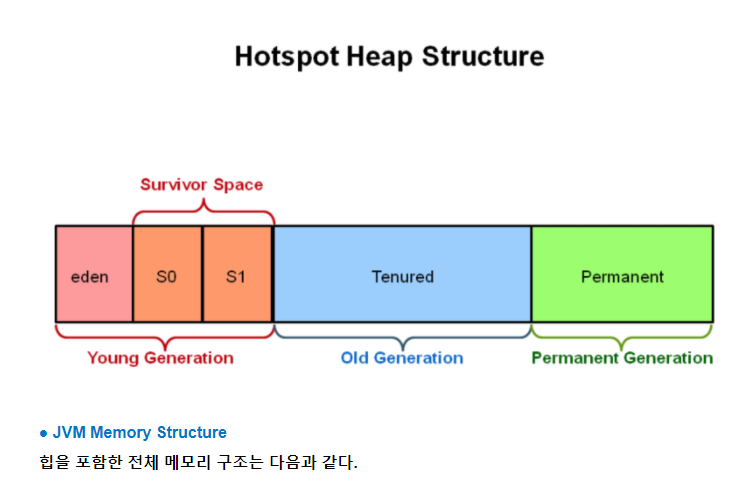 Hotspot Heap Structure
Survivor Space
eden S0 S1 Tenured Permanent
Young Generation Old Generation Permanent Generation
● JVM Memory Structure
힙을 포함한 전체 메모리 구조는 다음과 같다.